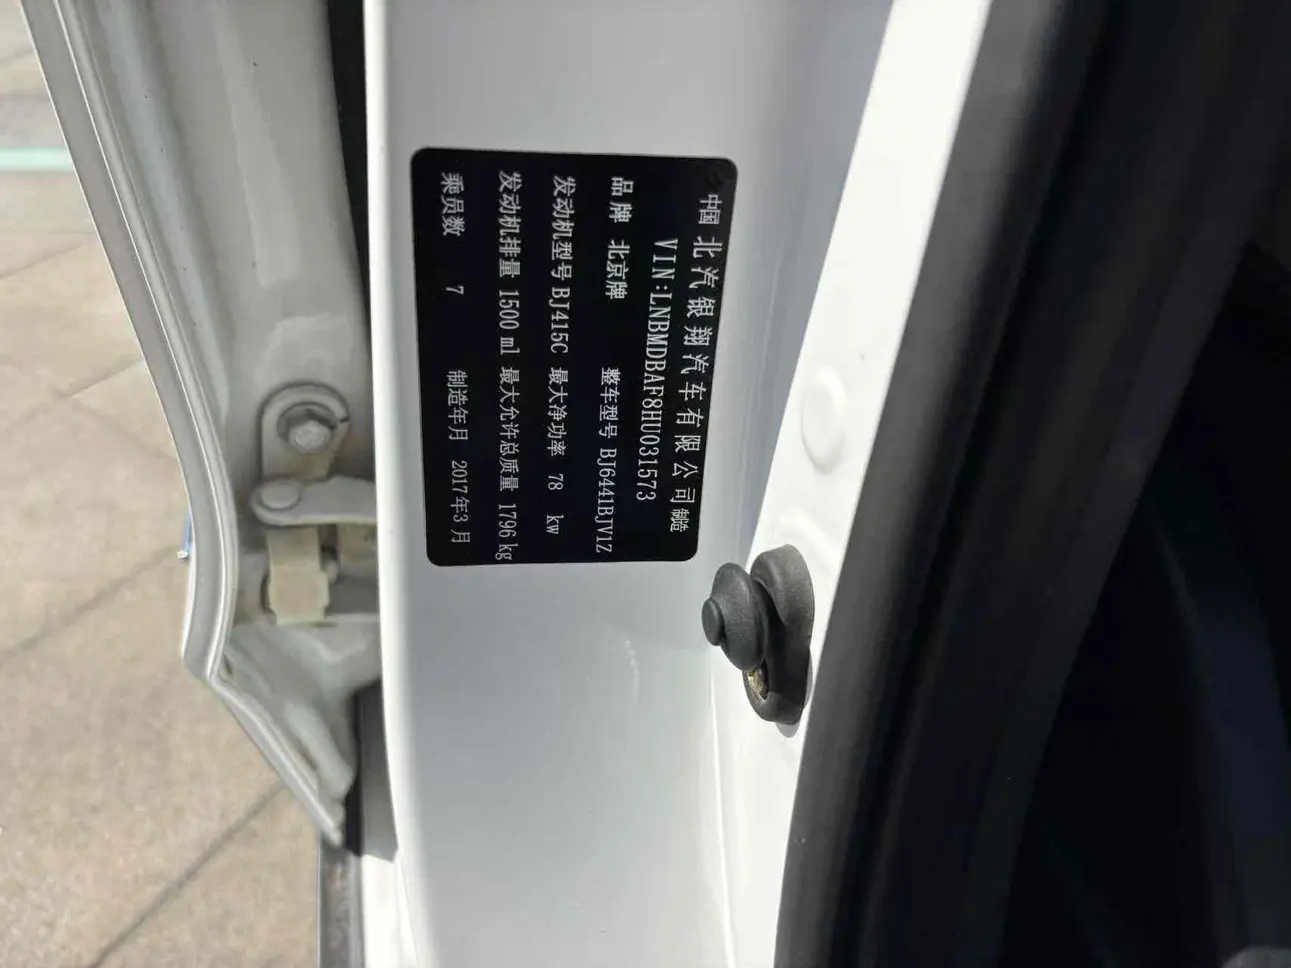 中国 北汽银翔汽车有限公司 制造
VIN:LNBMDBAF8HU031573
品牌 北京牌 整车型号 BJ6441BJV1Z
发动机型号 BJ415C 最大净功率 78 kw
发动机排量 1500 ml 最大允许总质量 1796 kg
乘员数 7 制造年月 2017年3月